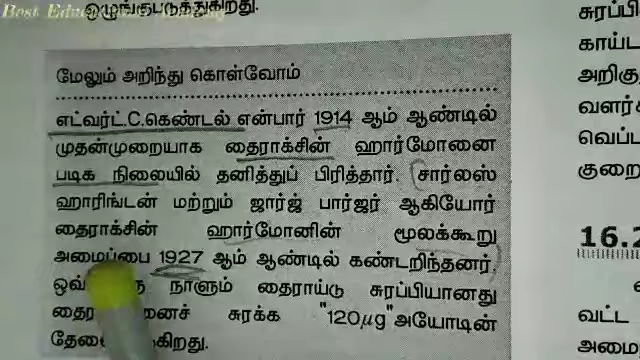 Best Edu
ஒழுங்குபடுத்துகிறது.
மேலும் அறிந்து கொள்வோம்
எட்வர்ட்.C.கெண்டல் என்பார் 1914 ஆம் ஆண்டில்
முதன்முறையாக தைராக்சின் ஹார்மோனை
படிக நிலையில் தனித்துப் பிரித்தார். சார்லஸ்
ஹாரிங்டன் மற்றும் ஜார்ஜ் பார்ஜர் ஆகியோர்
தைராக்சின் ஹார்மோனின் மூலக்கூறு
அமைப்பை 1927 ஆம் ஆண்டில் கண்டறிந்தனர்.
நாளும் தைராய்டு சுரப்பியானது
சுரக்க "120μg"அயோடின்
சுரப்பி
காய்ட
அறிகு
வளர்க
வெப்ப
குறை
16.2
வட்ட
அமை